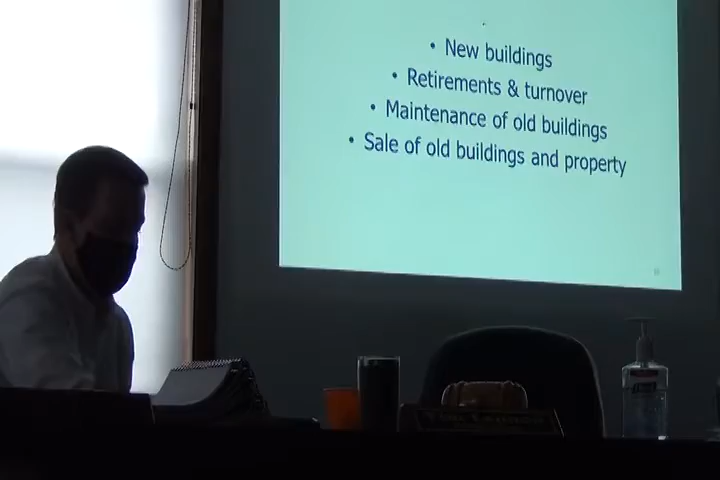 • New buildings
• Retirements & turnover
• Maintenance of old buildings
• Sale of old buildings and property